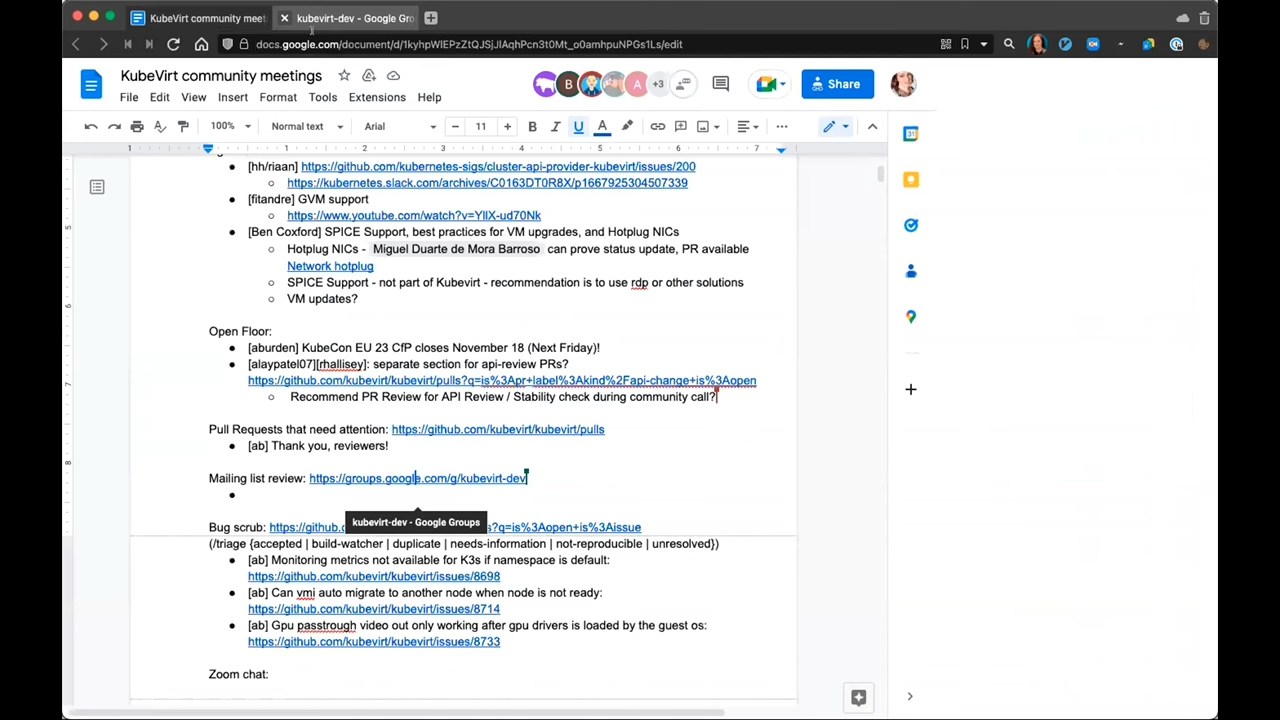 KubeVirt community meet
kubevirt-dev - Google Gro
docs.google.com/document/d/1kyhpWIEPzZtQJSjJIAqhPcn3t0Mt_o0amhpuNPGs1Ls/edit
KubeVirt community meetings
File Edit View Insert Format Tools Extensions Help
B
A
+3
Share
100% Normal text Arial 11 B I U A
1 1 2 3 4 5 6 7
[hh/riaan] https://github.com/kubernetes-sigs/cluster-api-provider-kubevirt/issues/200
https://kubernetes.slack.com/archives/C0163DT0R8X/p1667925304507339
[fitandre] GVM support
https://www.youtube.com/watch?v=YlIX-ud70Nk
[Ben Coxford] SPICE Support, best practices for VM upgrades, and Hotplug NICs
Hotplug NICs - Miguel Duarte de Mora Barroso can prove status update, PR available
Network hotplug
SPICE Support - not part of Kubevirt - recommendation is to use rdp or other solutions
VM updates?
Open Floor:
[aburden] KubeCon EU 23 CfP closes November 18 (Next Friday)!
[alaypatel07][rhallisey]: separate section for api-review PRs?
https://github.com/kubevirt/kubevirt/pulls?q=is%3Apr+label%3Akind%2Fapi-change+is%3Aopen
Recommend PR Review for API Review / Stability check during community call?
Pull Requests that need attention: https://github.com/kubevirt/kubevirt/pulls
[ab] Thank you, reviewers!
Mailing list review: https://groups.google.com/g/kubevirt-dev
kubevirt-dev - Google Groups
Bug scrub: https://github.c s?q=is%3Aopen+is%3Aissue
(/triage {accepted | build-watcher | duplicate | needs-information | not-reproducible | unresolved})
[ab] Monitoring metrics not available for K3s if namespace is default:
https://github.com/kubevirt/kubevirt/issues/8698
[ab] Can vmi auto migrate to another node when node is not ready:
https://github.com/kubevirt/kubevirt/issues/8714
[ab] Gpu passtrough video out only working after gpu drivers is loaded by the guest os:
https://github.com/kubevirt/kubevirt/issues/8733
Zoom chat: